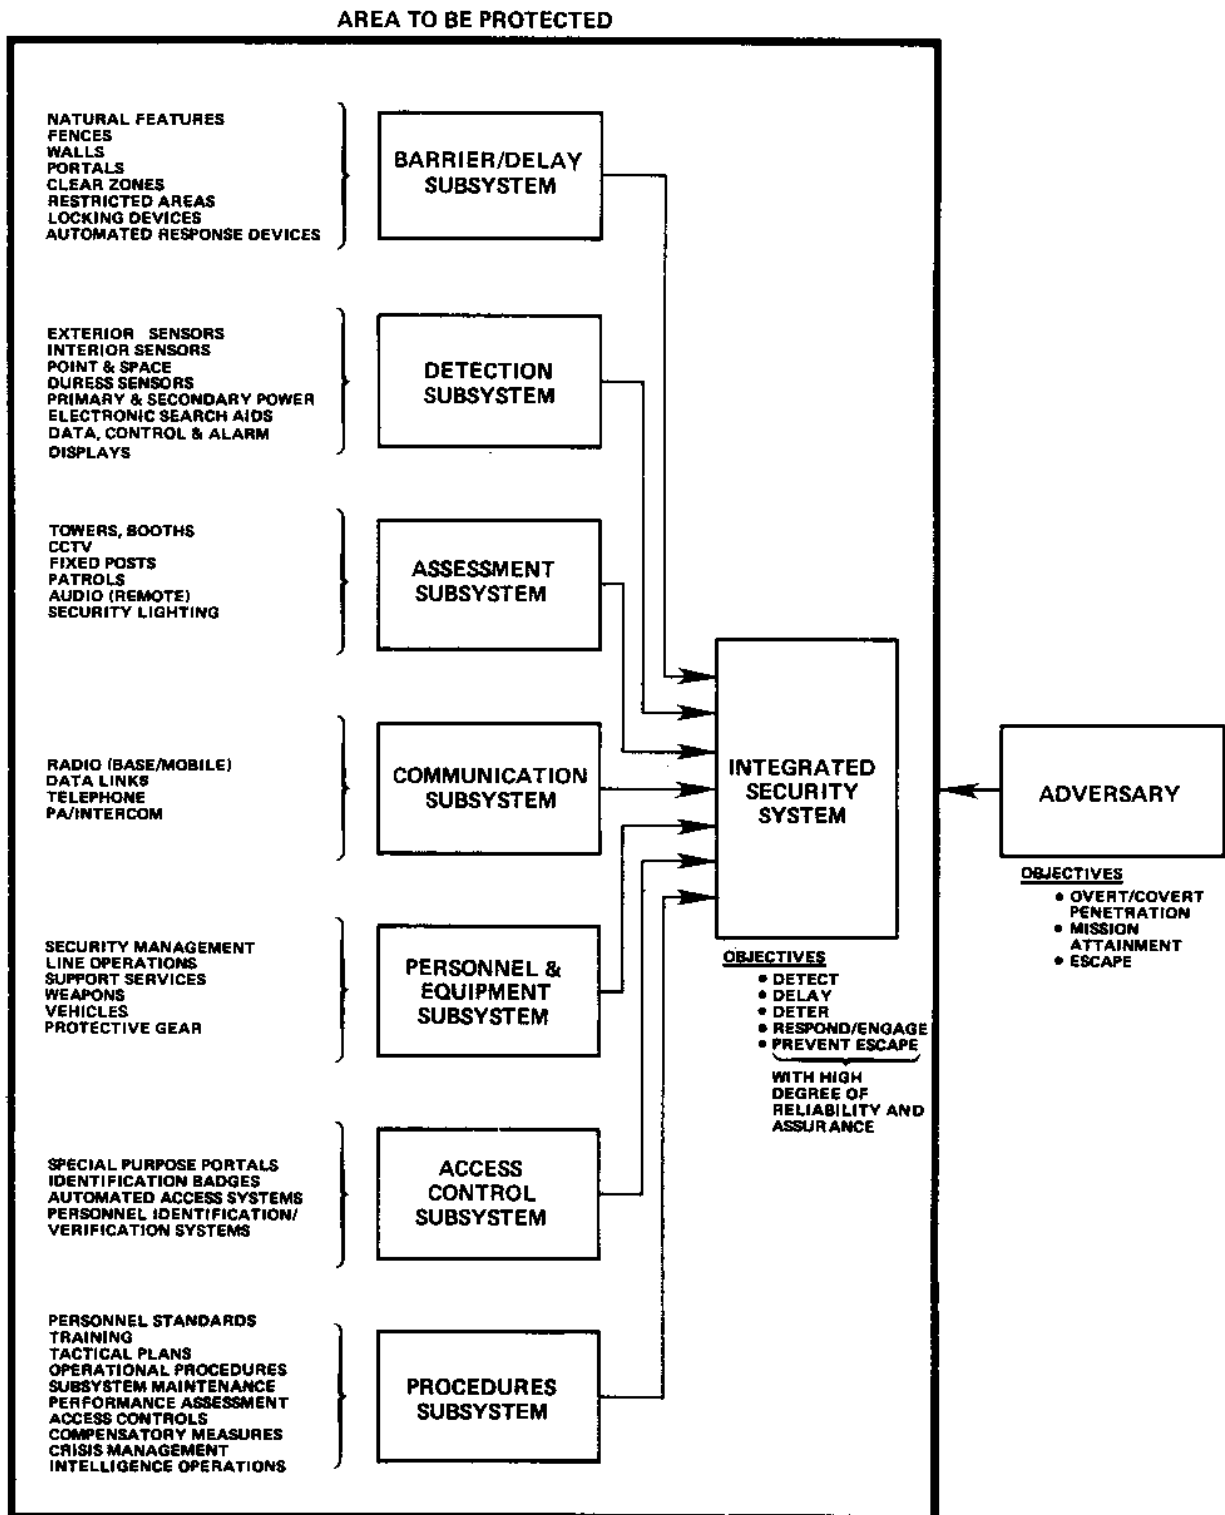 AREA TO BE PROTECTED
NATURAL FEATURES
FENCES
WALLS
PORTALS
CLEAR ZONES
RESTRICTED AREAS
LOCKING DEVICES
AUTOMATED RESPONSE DEVICES
BARRIER/DELAY
SUBSYSTEM
EXTERIOR SENSORS
INTERIOR SENSORS
POINT & SPACE
DURESS SENSORS
PRIMARY & SECONDARY POWER
ELECTRONIC SEARCH AIDS
DATA, CONTROL & ALARM
DISPLAYS
DETECTION
SUBSYSTEM
TOWERS, BOOTHS
CCTV
FIXED POSTS
PATROLS
AUDIO (REMOTE)
SECURITY LIGHTING
ASSESSMENT
SUBSYSTEM
RADIO (BASE/MOBILE)
DATA LINKS
TELEPHONE
PA/INTERCOM
COMMUNICATION
SUBSYSTEM
SECURITY MANAGEMENT
LINE OPERATIONS
SUPPORT SERVICES
WEAPONS
VEHICLES
PROTECTIVE GEAR
PERSONNEL &
EQUIPMENT
SUBSYSTEM
SPECIAL PURPOSE PORTALS
IDENTIFICATION BADGES
AUTOMATED ACCESS SYSTEMS
PERSONNEL IDENTIFICATION/
VERIFICATION SYSTEMS
ACCESS
CONTROL
SUBSYSTEM
PERSONNEL STANDARDS
TRAINING
TACTICAL PLANS
OPERATIONAL PROCEDURES
SUBSYSTEM MAINTENANCE
PERFORMANCE ASSESSMENT
ACCESS CONTROLS
COMPENSATORY MEASURES
CRISIS MANAGEMENT
INTELLIGENCE OPERATIONS
PROCEDURES
SUBSYSTEM
INTEGRATED
SECURITY
SYSTEM
OBJECTIVES
• DETECT
• DELAY
• DETER
• RESPOND/ENGAGE
• PREVENT ESCAPE
WITH HIGH
DEGREE OF
RELIABILITY AND
ASSURANCE
ADVERSARY
OBJECTIVES
• OVERT/COVERT
PENETRATION
• MISSION
ATTAINMENT
• ESCAPE